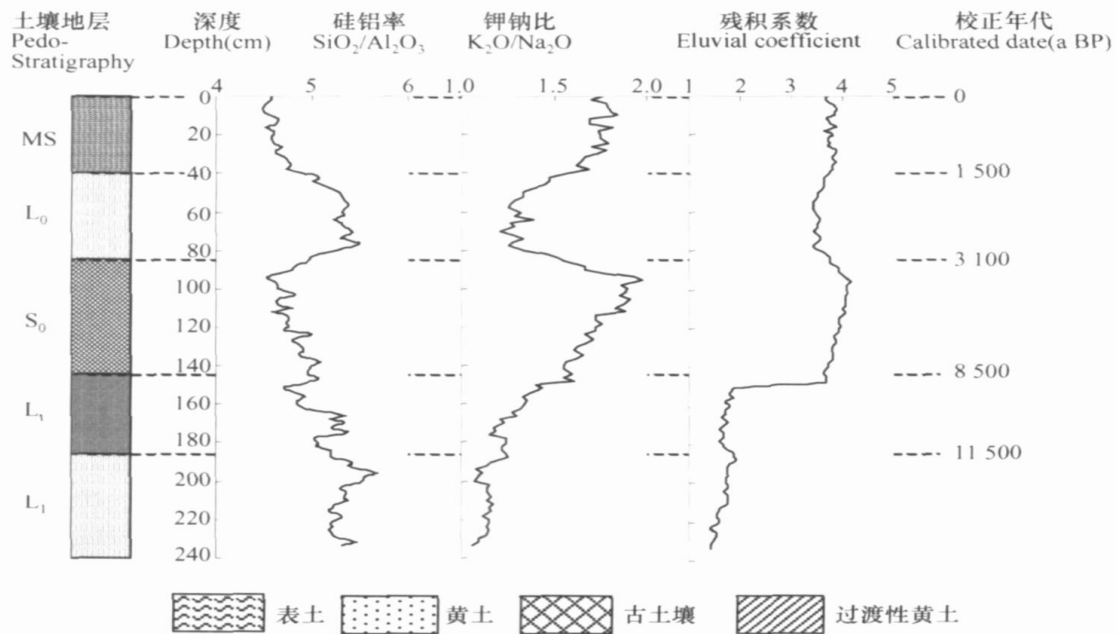 土壤地层 深度 硅铝率 钾钠比 残积系数 校正年代
Pedo- Depth(cm) SiO₂/Al₂O₃ K₂O/Na₂O Eluvial coefficient Calibrated date(a BP)
Stratigraphy
4 5 6 1.0 1.5 2.0 1 2 3 4 5
0 0
MS 20
40 1 500
L₀ 60
80 3 100
100
S₀ 120
140 8 500
160
Lₜ 180
11 500
200
L₁ 220
240
表土 黄土 古土壤 过渡性黄土